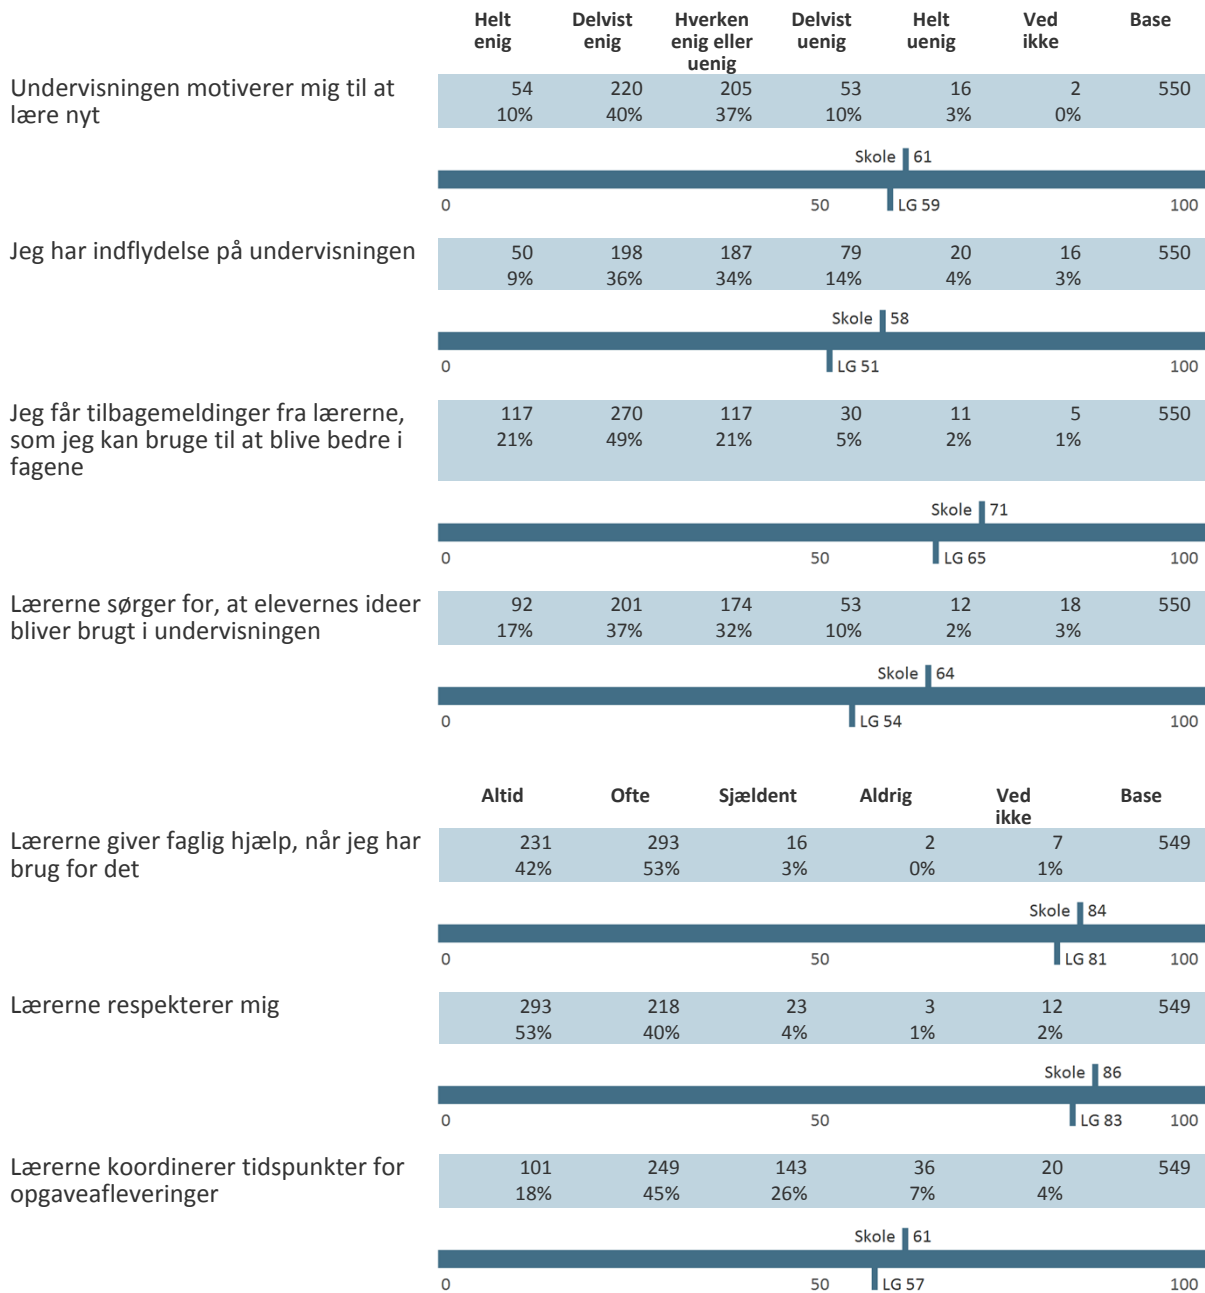 Helt Delvist Hverken Delvist Helt Ved Base
enig enig enig eller uenig uenig ikke
uenig
Undervisningen motiverer mig til at 54 220 205 53 16 2 550
lære nyt 10% 40% 37% 10% 3% 0%
Skole 61
0 50 LG 59 100
Jeg har indflydelse på undervisningen 50 198 187 79 20 16 550
9% 36% 34% 14% 4% 3%
Skole 58
0 LG 51 100
Jeg får tilbagemeldinger fra lærerne, 117 270 117 30 11 5 550
som jeg kan bruge til at blive bedre i 21% 49% 21% 5% 2% 1%
fagene
Skole 71
0 50 LG 65 100
Lærerne sørger for, at elevernes ideer 92 201 174 53 12 18 550
bliver brugt i undervisningen 17% 37% 32% 10% 2% 3%
Skole 64
0 LG 54 100
Altid Ofte Sjældent Aldrig Ved Base
ikke
Lærerne giver faglig hjælp, når jeg har 231 293 16 2 7 549
brug for det 42% 53% 3% 0% 1%
Skole 84
0 50 LG 81 100
Lærerne respekterer mig 293 218 23 3 12 549
53% 40% 4% 1% 2%
Skole 86
0 50 LG 83 100
Lærerne koordinerer tidspunkter for 101 249 143 36 20 549
opgaveafleveringer 18% 45% 26% 7% 4%
Skole 61
0 50 LG 57 100